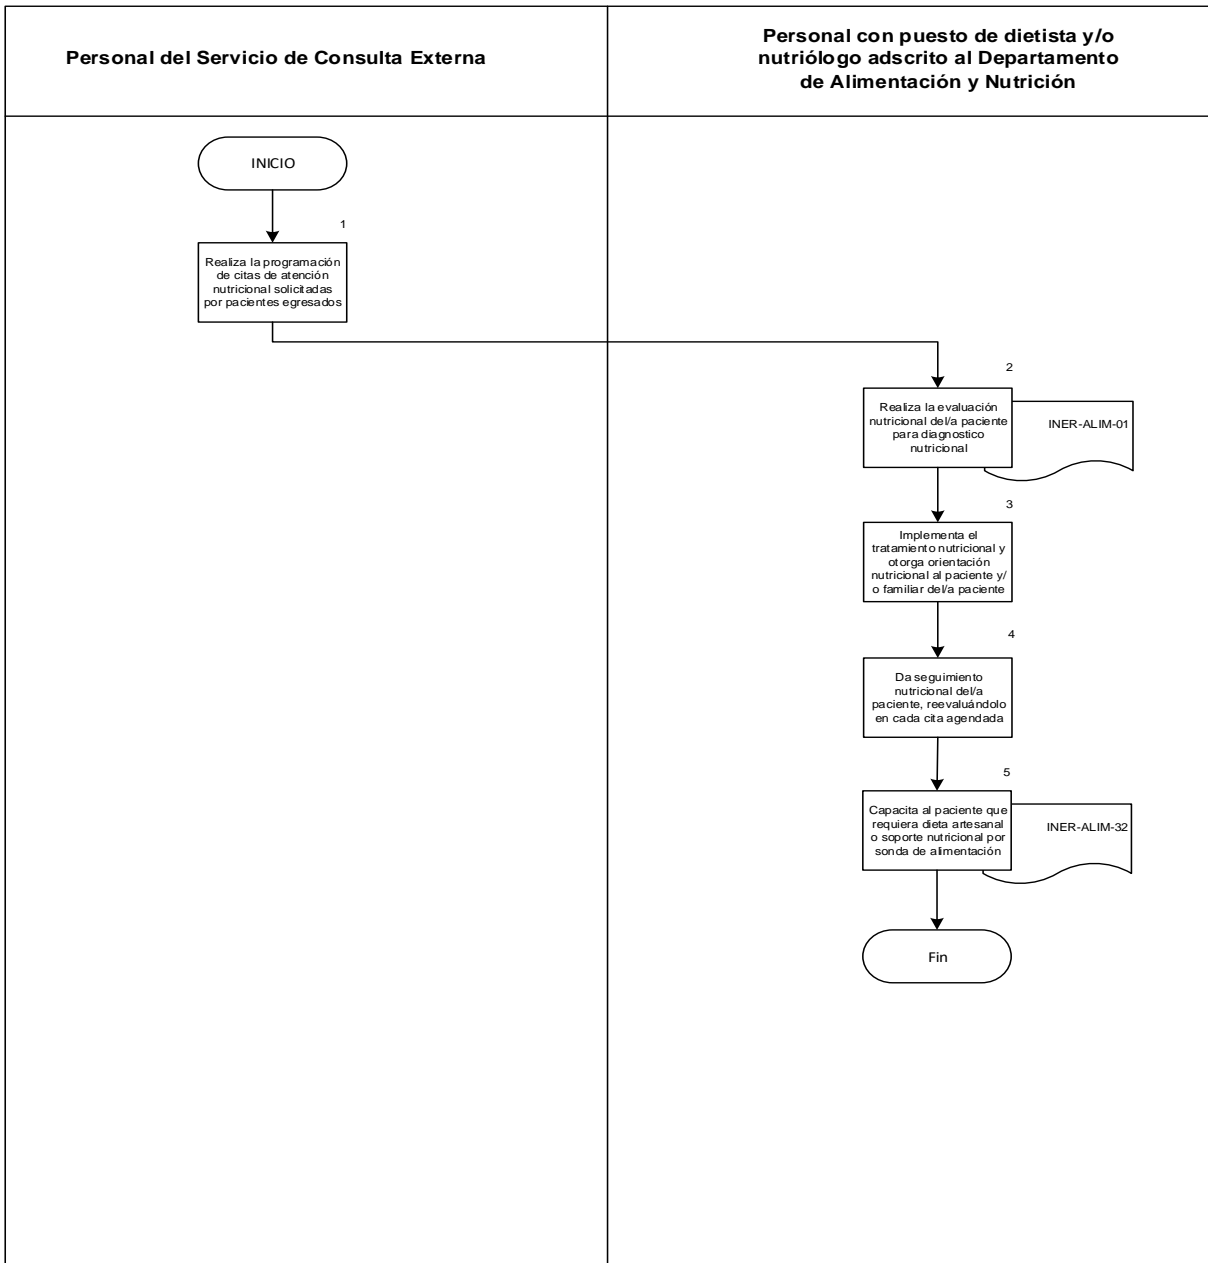 Personal del Servicio de Consulta Externa
Personal con puesto de dietista y/o
nutriólogo adscrito al Departamento
de Alimentación y Nutrición
INICIO
1
Realiza la programación
de citas de atención
nutricional solicitadas
por pacientes egresados
2
Realiza la evaluación
nutricional del/a paciente
para diagnostico
nutricional
INER-ALIM-01
3
Implementa el
tratamiento nutricional y
otorga orientación
nutricional al paciente y/
o familiar del/a paciente
4
Da seguimiento
nutricional del/a
paciente, reevaluándolo
en cada cita agendada
5
Capacita al paciente que
requiera dieta artesanal
o soporte nutricional por
sonda de alimentación
INER-ALIM-32
Fin